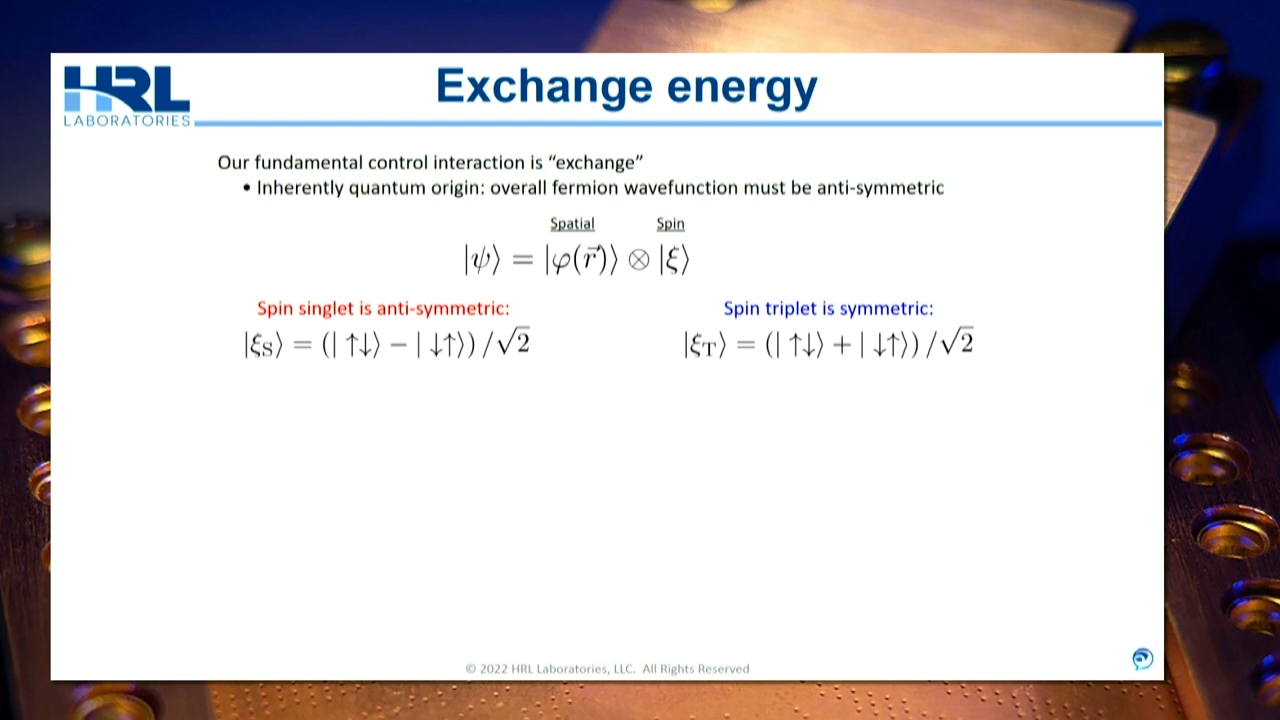 HRL
LABORATORIES
Exchange energy
Our fundamental control interaction is “exchange”
• Inherently quantum origin: overall fermion wavefunction must be anti-symmetric
Spatial Spin
|ψ⟩ = |φ(r⃗)⟩ ⊗ |ξ⟩
Spin singlet is anti-symmetric: Spin triplet is symmetric:
|ξS⟩ = (| ↑↓⟩ − | ↓↑⟩) /√2 |ξT⟩ = (| ↑↓⟩ + | ↓↑⟩) /√2
© 2022 HRL Laboratories, LLC. All Rights Reserved